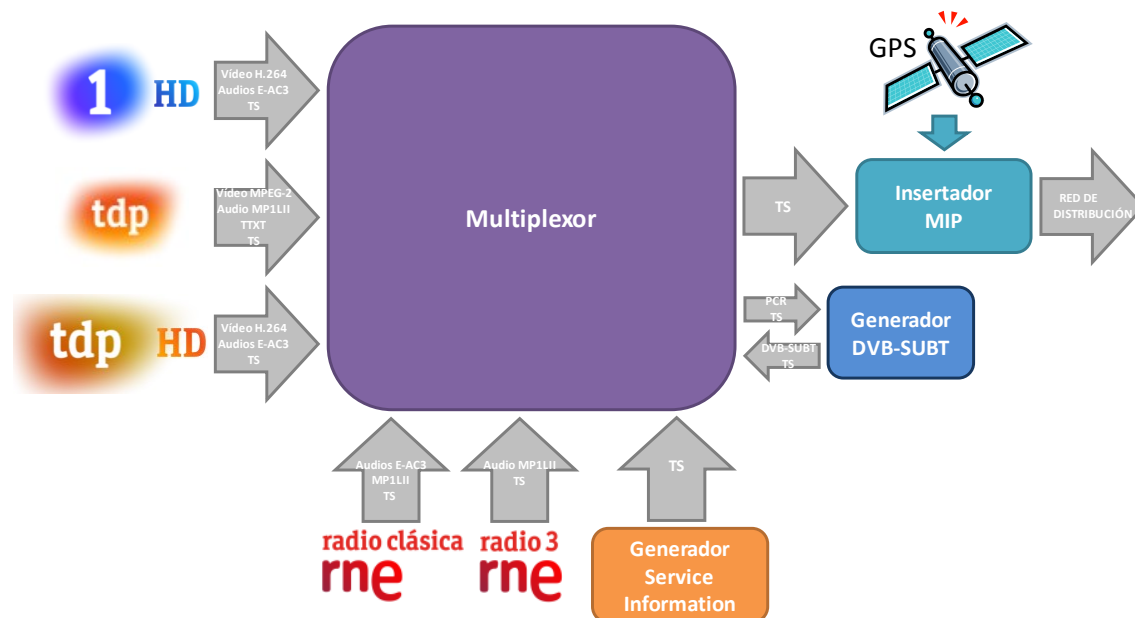 1 HD
Vídeo H.264
Audios E-AC3
TS
tdp
Vídeo MPEG-2
Audio MP1LII
TTXT
TS
tdp HD
Vídeo H.264
Audios E-AC3
TS
Multiplexor
GPS
TS
Insertador
MIP
RED DE
DISTRIBUCIÓN
PCR
TS
DVB-SUBT
TS
Generador
DVB-SUBT
Audios E-AC3
MP1LII
TS
Audio MP1LII
TS
TS
radio clásica
rne
radio 3
rne
Generador
Service
Information